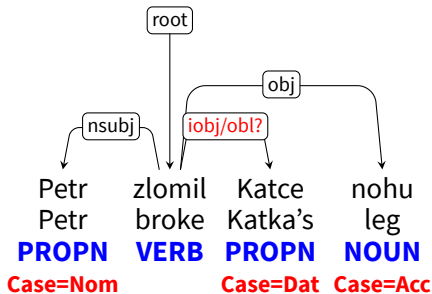 root
obj
nsubj
iobj/obl?
Petr zlomil Katce nohu
Petr broke Katka's leg
PROPN VERB PROPN NOUN
Case=Nom Case=Dat Case=Acc